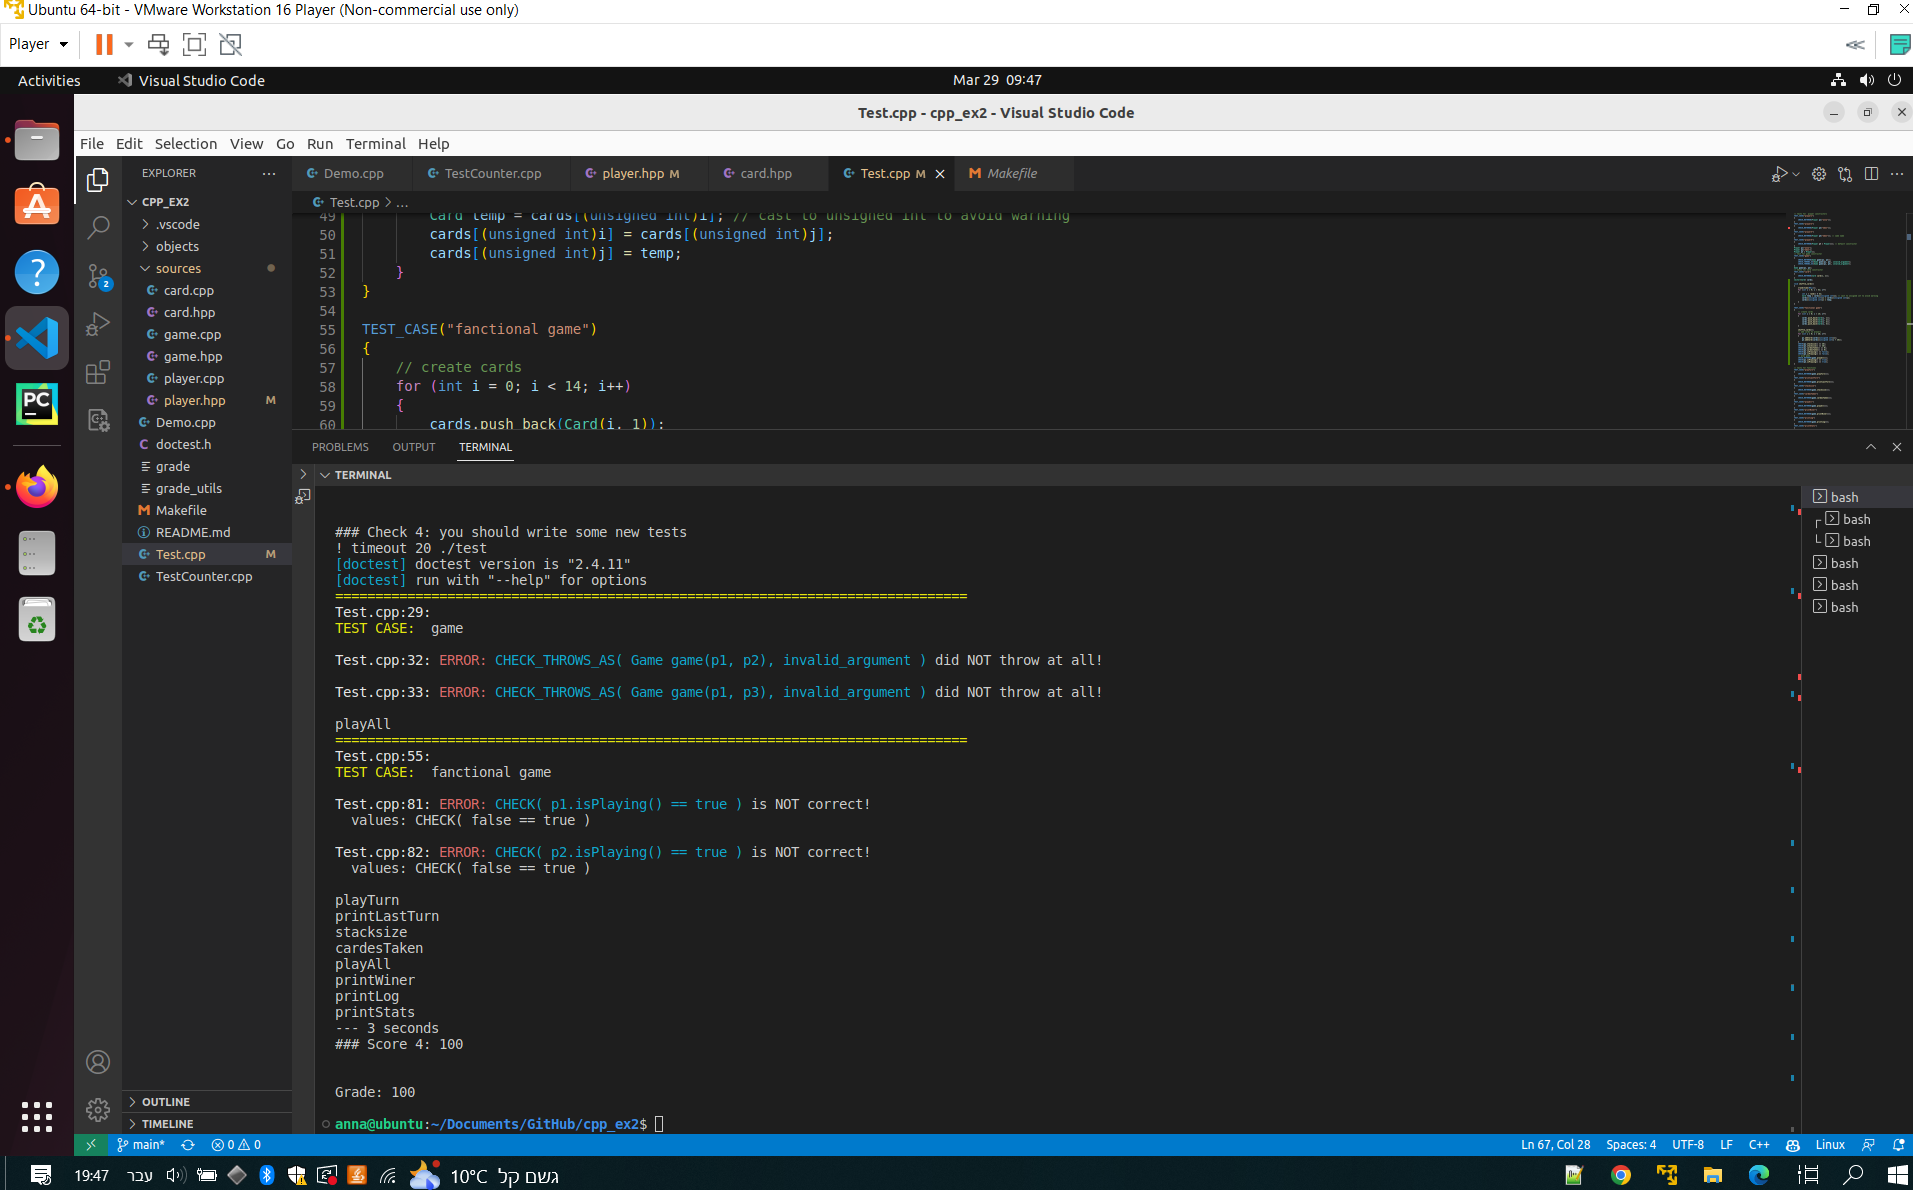 Ubuntu 64-bit - VMware Workstation 16 Player (Non-commercial use only)
Player
Activities
Visual Studio Code
Mar 29 09:47
Test.cpp - cpp_ex2 - Visual Studio Code
File Edit Selection View Go Run Terminal Help
EXPLORER
Demo.cpp
TestCounter.cpp
player.hpp M
card.hpp
Test.cpp M
Makefile
CPP_EX2
.vscode
objects
sources
card.cpp
card.hpp
game.cpp
game.hpp
player.cpp
player.hpp M
Demo.cpp
doctest.h
grade
grade_utils
Makefile
README.md
Test.cpp M
TestCounter.cpp
OUTLINE
TIMELINE
2
Test.cpp > ...
49 Card temp = cards[(unsigned int)i]; // cast to unsigned int to avoid warning
50 cards[(unsigned int)i] = cards[(unsigned int)j];
51 cards[(unsigned int)j] = temp;
52 }
53 }
54
55 TEST_CASE("fanctional game")
56 {
57 // create cards
58 for (int i = 0; i < 14; i++)
59 {
60 cards.push_back(Card(i, 1));
PROBLEMS OUTPUT TERMINAL
TERMINAL
### Check 4: you should write some new tests
! timeout 20 ./test
[doctest] doctest version is "2.4.11"
[doctest] run with "--help" for options
===============================================================================
Test.cpp:29:
TEST CASE:  game
Test.cpp:32: ERROR: CHECK_THROWS_AS( Game game(p1, p2), invalid_argument ) did NOT throw at all!
Test.cpp:33: ERROR: CHECK_THROWS_AS( Game game(p1, p3), invalid_argument ) did NOT throw at all!
playAll
===============================================================================
Test.cpp:55:
TEST CASE:  fanctional game
Test.cpp:81: ERROR: CHECK( p1.isPlaying() == true ) is NOT correct!
values: CHECK( false == true )
Test.cpp:82: ERROR: CHECK( p2.isPlaying() == true ) is NOT correct!
values: CHECK( false == true )
playTurn
printLastTurn
stacksize
cardesTaken
playAll
printWiner
printLog
printStats
--- 3 seconds
### Score 4: 100
Grade: 100
anna@ubuntu:~/Documents/GitHub/cpp_ex2$
bash
bash
bash
bash
bash
bash
main* 0 0
Ln 67, Col 28 Spaces: 4 UTF-8 LF C++ Linux
19:47 עבר 10°C גשם קל